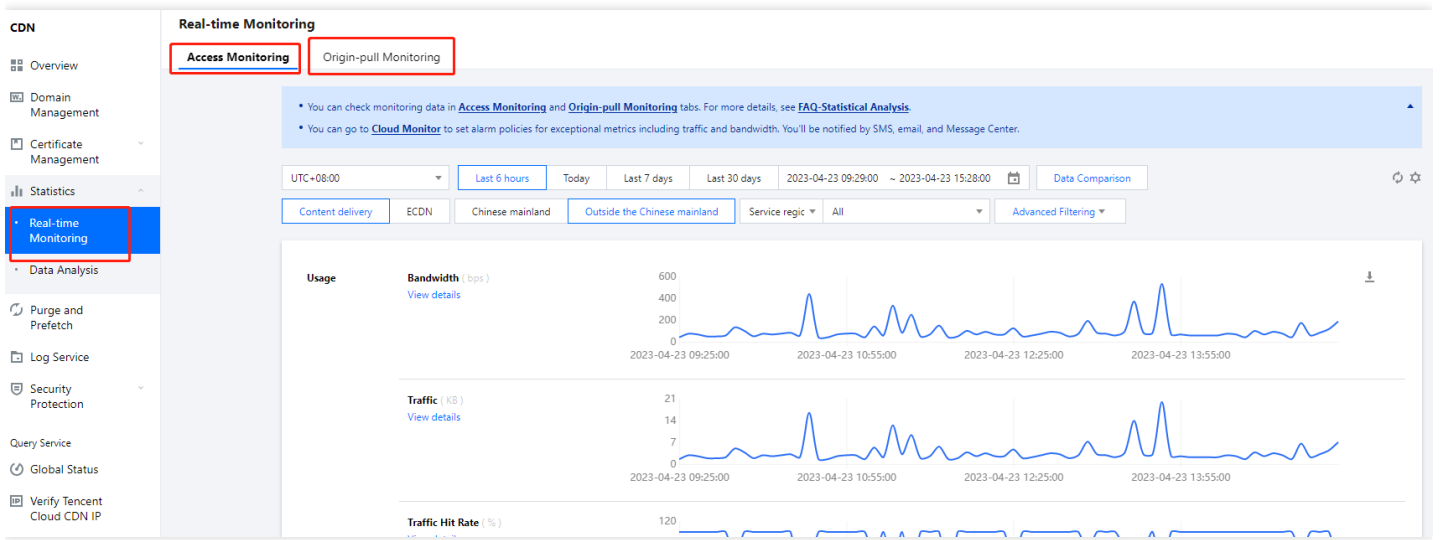 CDN
Overview
Domain
Management
Certificate
Management
Statistics
Real-time
Monitoring
Data Analysis
Purge and
Prefetch
Log Service
Security
Protection
Query Service
Global Status
IP
Verify Tencent
Cloud CDN IP
Real-time Monitoring
Access Monitoring Origin-pull Monitoring
• You can check monitoring data in Access Monitoring and Origin-pull Monitoring tabs. For more details, see FAQ-Statistical Analysis.
• You can go to Cloud Monitor to set alarm policies for exceptional metrics including traffic and bandwidth. You'll be notified by SMS, email, and Message Center.
UTC+08:00 Last 6 hours Today Last 7 days Last 30 days 2023-04-23 09:29:00 ~ 2023-04-23 15:28:00 Data Comparison
Content delivery ECDN Chinese mainland Outside the Chinese mainland Service regic All Advanced Filtering
Usage
Bandwidth ( bps )
View details
600
400
200
0
2023-04-23 09:25:00 2023-04-23 10:55:00 2023-04-23 12:25:00 2023-04-23 13:55:00
Traffic ( KB )
View details
21
14
7
0
2023-04-23 09:25:00 2023-04-23 10:55:00 2023-04-23 12:25:00 2023-04-23 13:55:00
Traffic Hit Rate ( % )
120